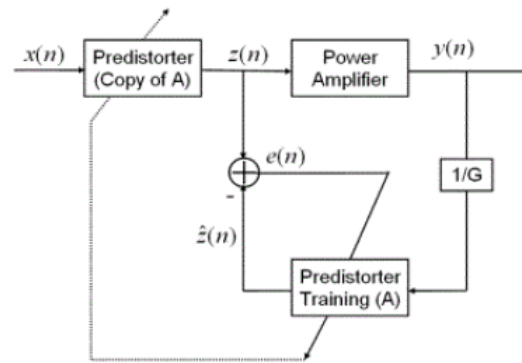 x(n)
Predistorter
(Copy of A)
z(n)
Power
Amplifier
y(n)
e(n)
1/G
-
ẑ(n)
Predistorter
Training (A)